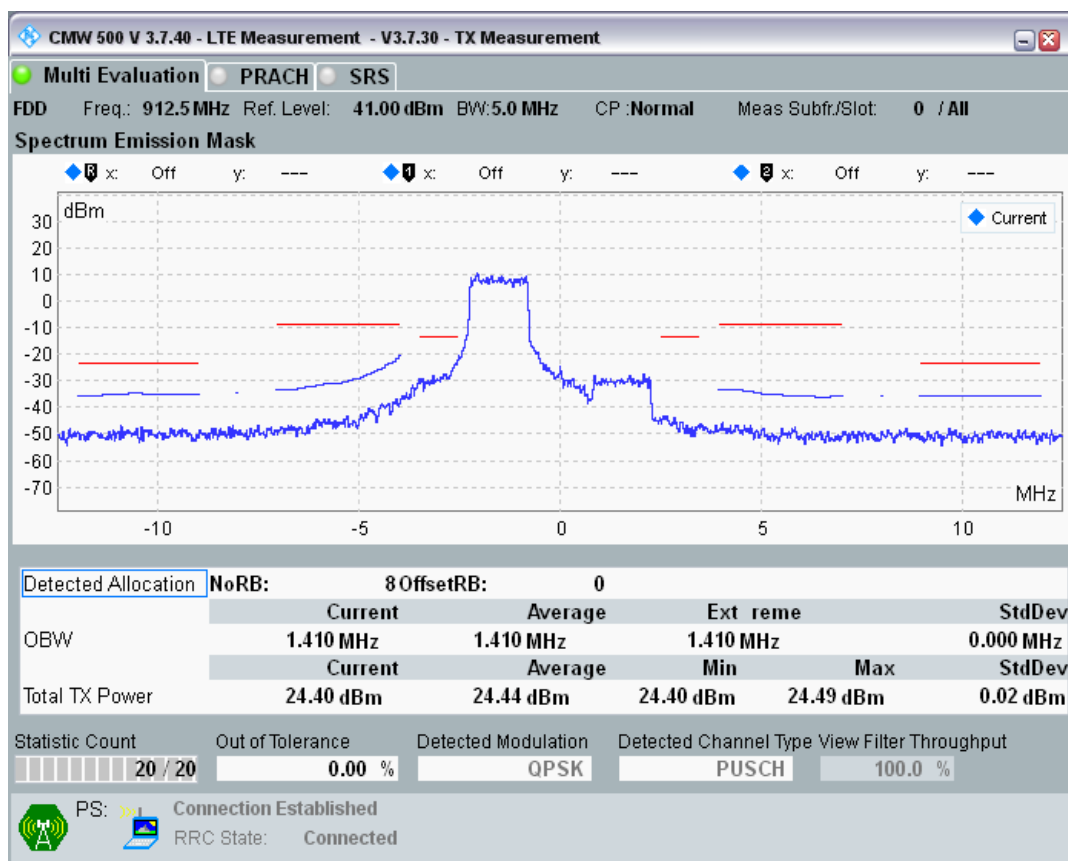 CMW 500 V 3.7.40 - LTE Measurement - V3.7.30 - TX Measurement
Multi Evaluation PRACH SRS
FDD Freq.: 912.5 MHz Ref. Level: 41.00 dBm BW:5.0 MHz CP :Normal Meas Subfr./Slot: 0 / All
Spectrum Emission Mask
R x: Off y: --- 1 x: Off y: --- 2 x: Off y: ---
dBm
Current
30
20
10
0
-10
-20
-30
-40
-50
-60
-70
MHz
-10 -5 0 5 10
Detected Allocation NoRB: 8 OffsetRB: 0
Current Average Ext reme StdDev
OBW 1.410 MHz 1.410 MHz 1.410 MHz 0.000 MHz
Current Average Min Max StdDev
Total TX Power 24.40 dBm 24.44 dBm 24.40 dBm 24.49 dBm 0.02 dBm
Statistic Count Out of Tolerance Detected Modulation Detected Channel Type View Filter Throughput
20 / 20 0.00 % QPSK PUSCH 100.0 %
PS: Connection Established
RRC State: Connected